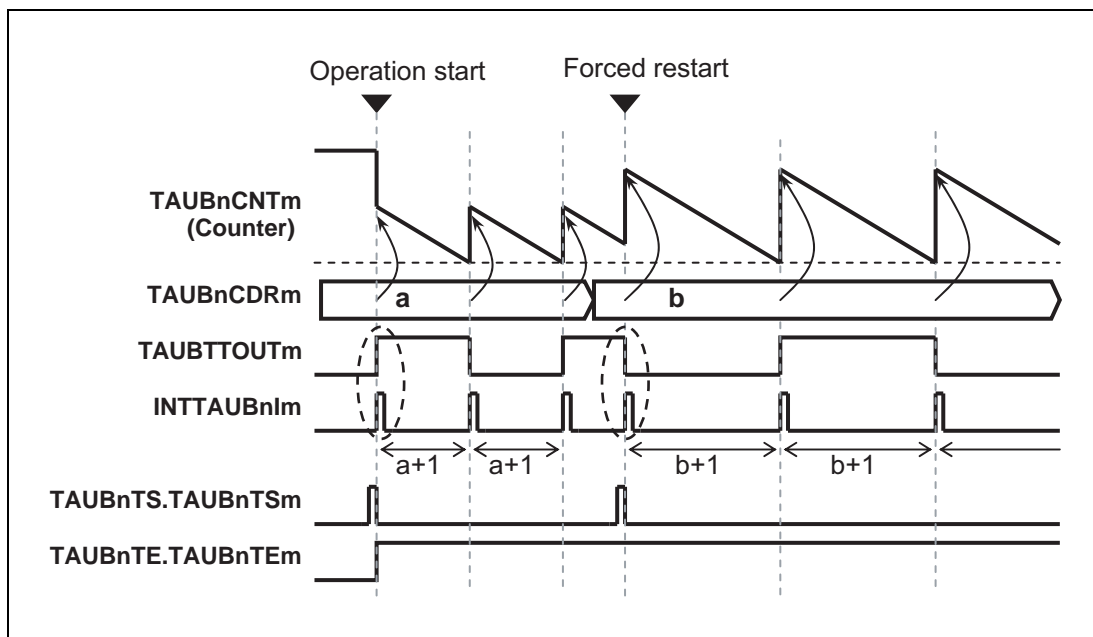 Operation start
Forced restart
TAUBnCNTm
(Counter)
TAUBnCDRm
a
b
TAUBTTOUTm
INTTAUBnIm
a+1
a+1
b+1
b+1
TAUBnTS.TAUBnTSm
TAUBnTE.TAUBnTEm